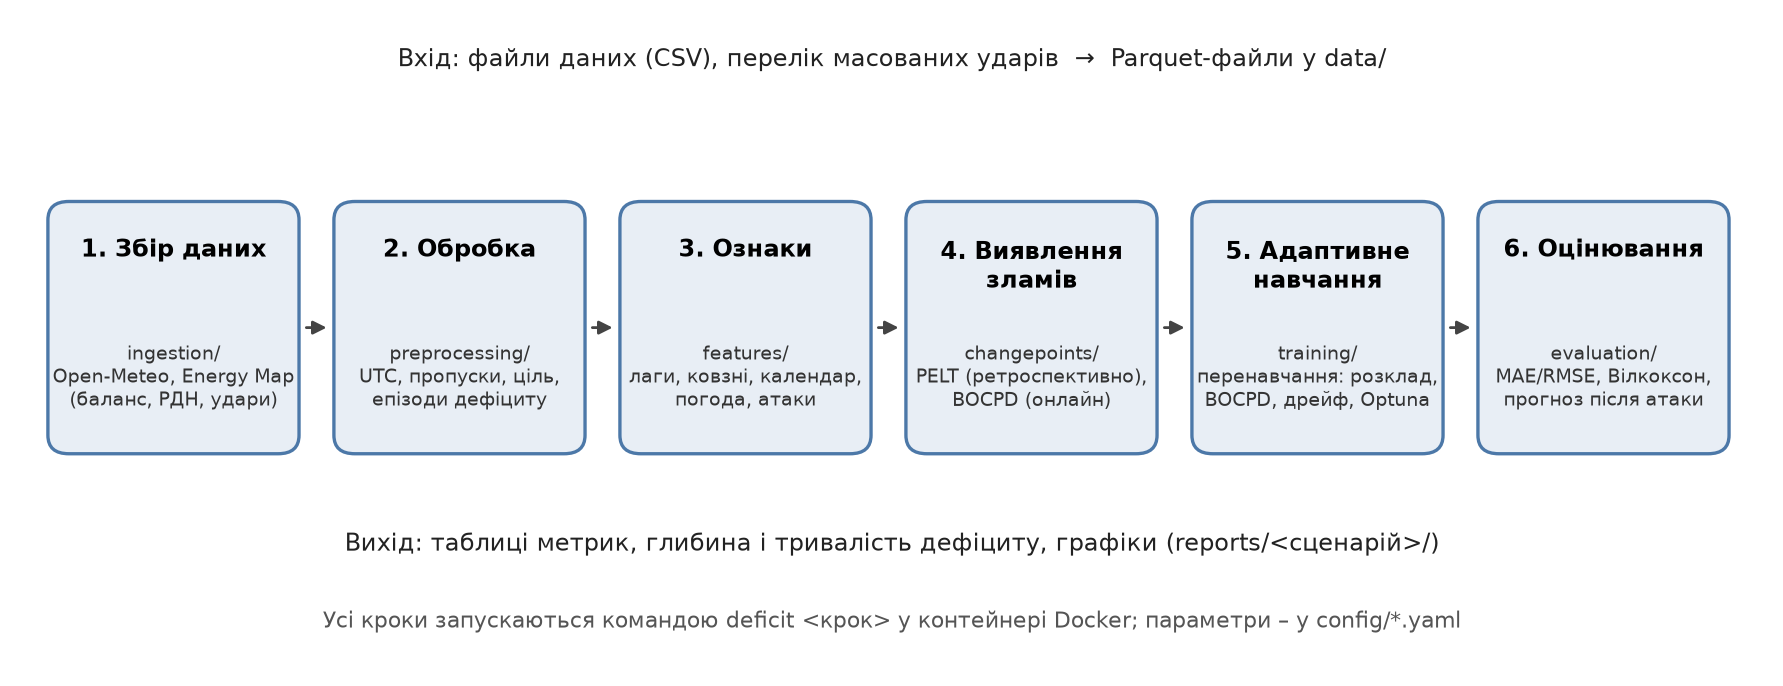 Вхід: файли даних (CSV), перелік масованих ударів → Parquet-файли у data/
1. Збір даних
ingestion/
Open-Meteo, Energy Map
(баланс, РДН, удари)
2. Обробка
preprocessing/
UTC, пропуски, ціль,
епізоди дефіциту
3. Ознаки
features/
лаги, ковзні, календар,
погода, атаки
4. Виявлення
зламів
changepoints/
PELT (ретроспективно),
BOCPD (онлайн)
5. Адаптивне
навчання
training/
перенавчання: розклад,
BOCPD, дрейф, Optuna
6. Оцінювання
evaluation/
MAE/RMSE, Вілкоксон,
прогноз після атаки
Вихід: таблиці метрик, глибина і тривалість дефіциту, графіки (reports/<сценарій>/)
Усі кроки запускаються командою deficit <крок> у контейнері Docker; параметри – у config/*.yaml